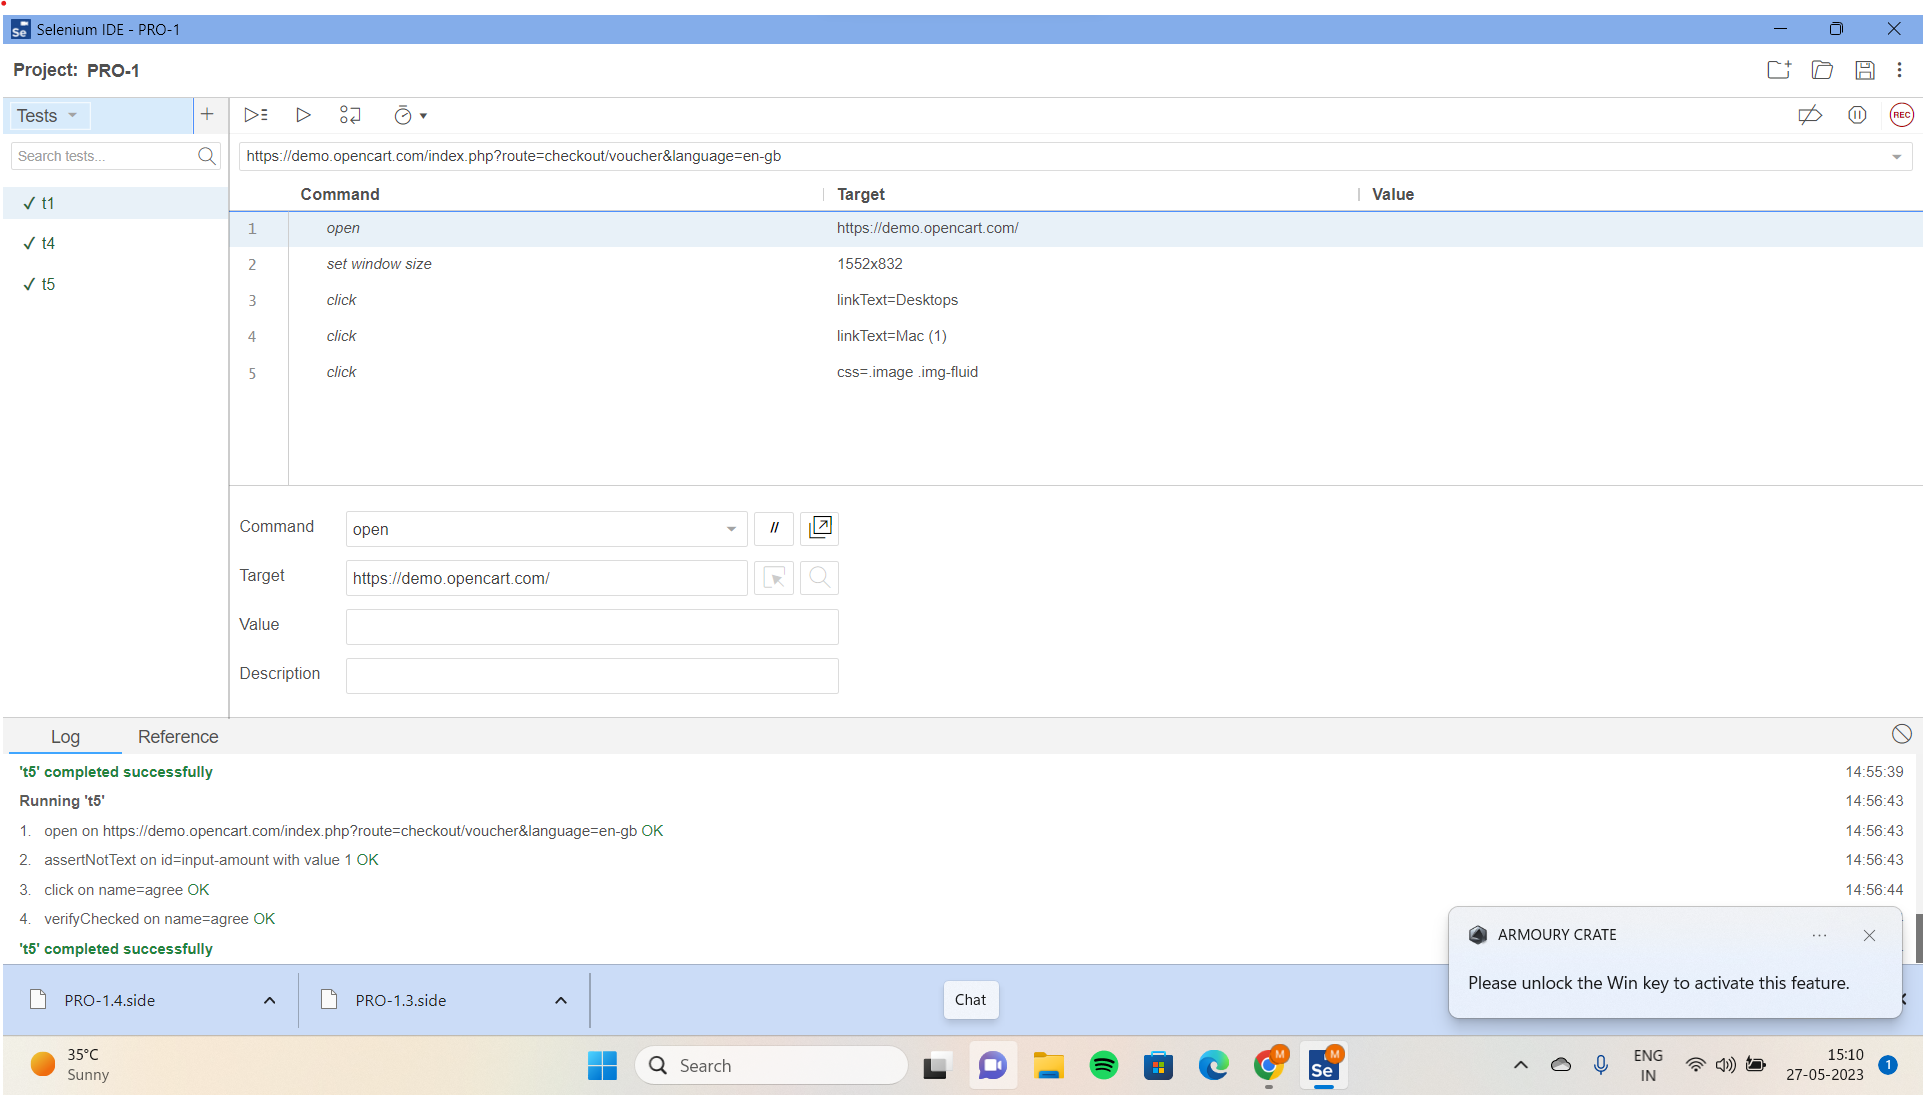 Se Selenium IDE - PRO-1
Project: PRO-1
Tests
+
Search tests...
✓ t1
✓ t4
✓ t5
REC
https://demo.opencart.com/index.php?route=checkout/voucher&language=en-gb
Command Target Value
1 open https://demo.opencart.com/
2 set window size 1552x832
3 click linkText=Desktops
4 click linkText=Mac (1)
5 click css=.image .img-fluid
Command open //
Target https://demo.opencart.com/
Value
Description
Log Reference
't5' completed successfully 14:55:39
Running 't5' 14:56:43
1. open on https://demo.opencart.com/index.php?route=checkout/voucher&language=en-gb OK 14:56:43
2. assertNotText on id=input-amount with value 1 OK 14:56:43
3. click on name=agree OK 14:56:44
4. verifyChecked on name=agree OK
't5' completed successfully
ARMOURY CRATE ...
Please unlock the Win key to activate this feature.
PRO-1.4.side PRO-1.3.side Chat
35°C
Sunny
Search
M
M
Se
ENG
IN
15:10
27-05-2023
1